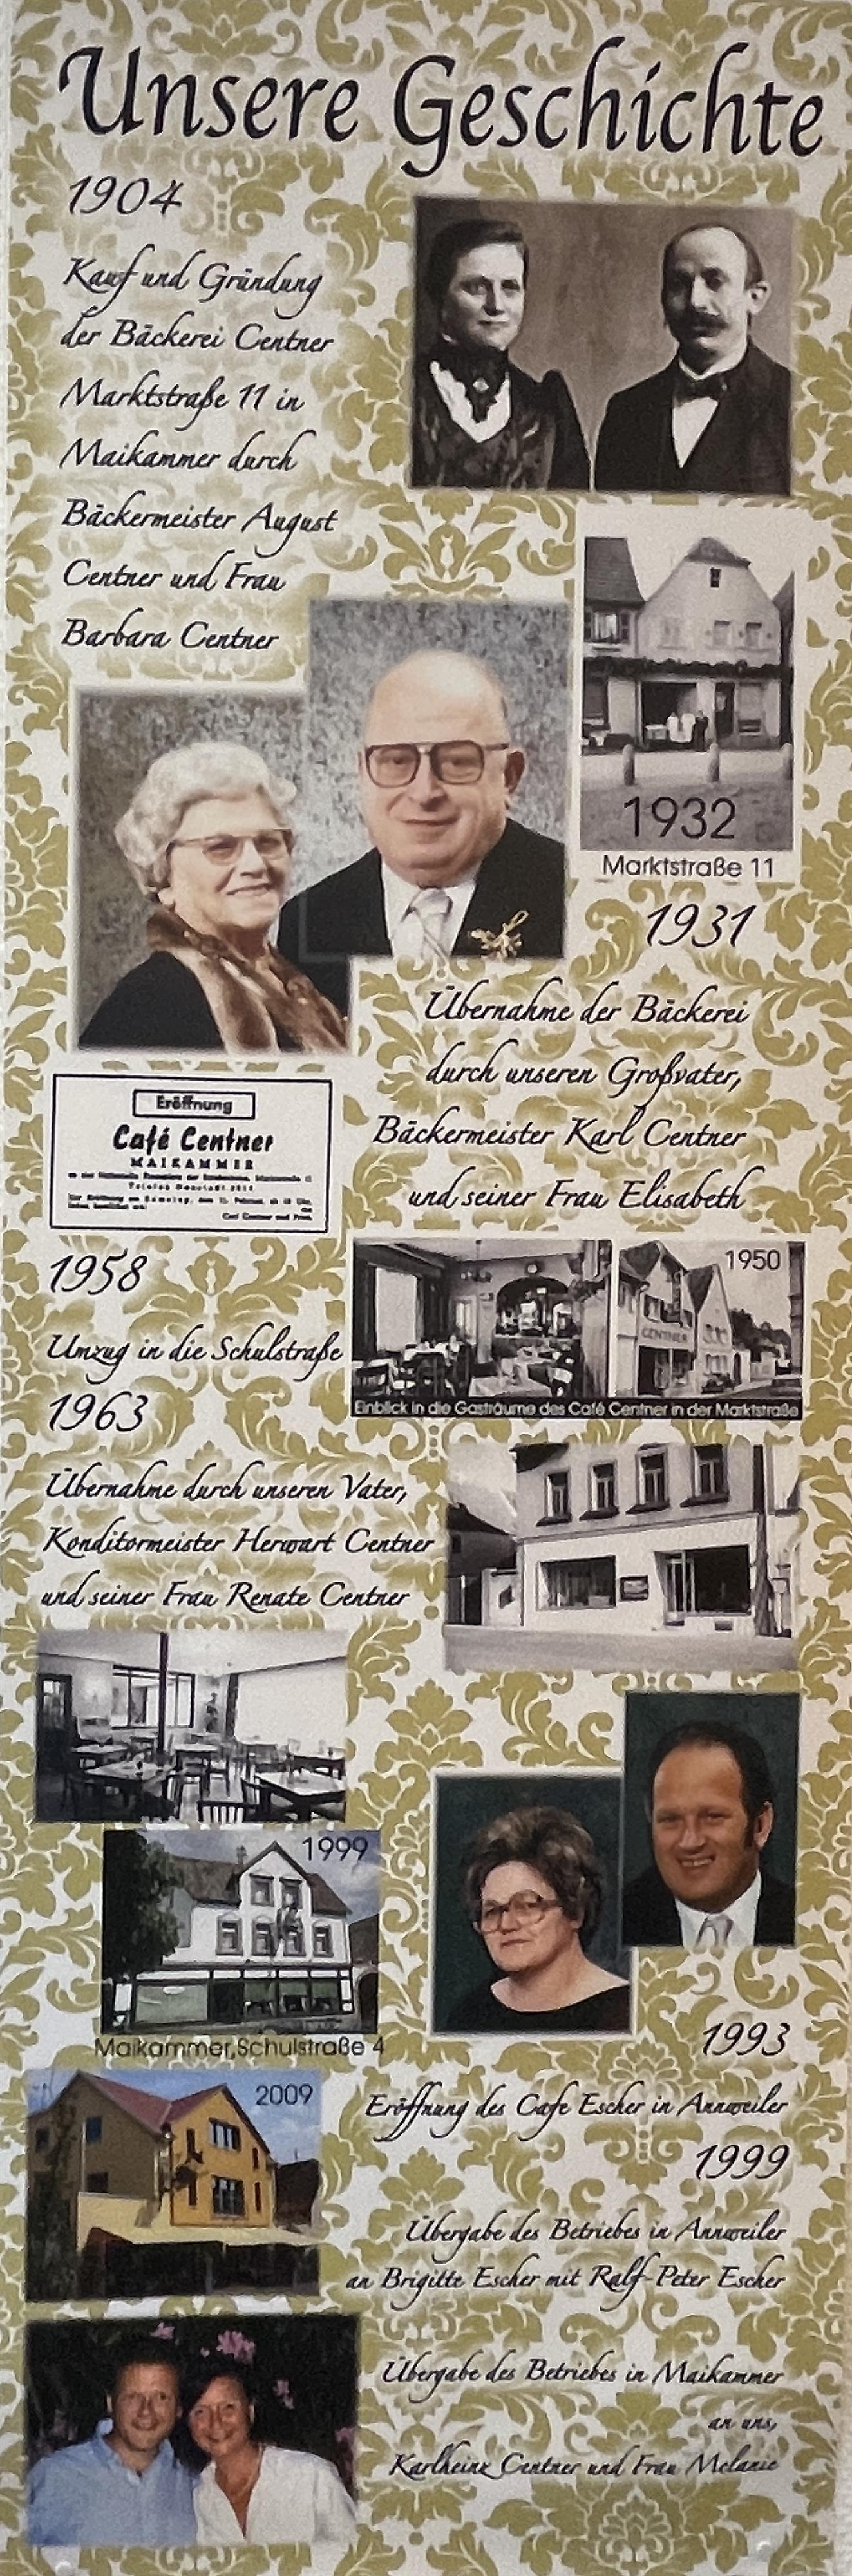 Unsere Geschichte
1904
Kauf und Gründung
der Bäckerei Centner
Marktstraße 11 in
Maikammer durch
Bäckermeister August
Centner und Frau
Barbara Centner
1932
Marktstraße 11
1931
Übernahme der Bäckerei
durch unseren Großvater,
Bäckermeister Karl Centner
und seiner Frau Elisabeth
Eröffnung
Café Centner
MAIKAMMER
1950
CENTNER
Einblick in die Gasträume des Café Centner in der Marktstraße
1958
Umzug in die Schulstraße
1963
Übernahme durch unseren Vater,
Konditormeister Herwart Centner
und seiner Frau Renate Centner
1999
Maikammer,Schulstraße 4
1993
Eröffnung des Cafe Escher in Annweiler
1999
Übergabe des Betriebes in Annweiler
an Brigitte Escher mit Ralf-Peter Escher
2009
Übergabe des Betriebes in Maikammer
an uns,
Karlheinz Centner und Frau Melanie